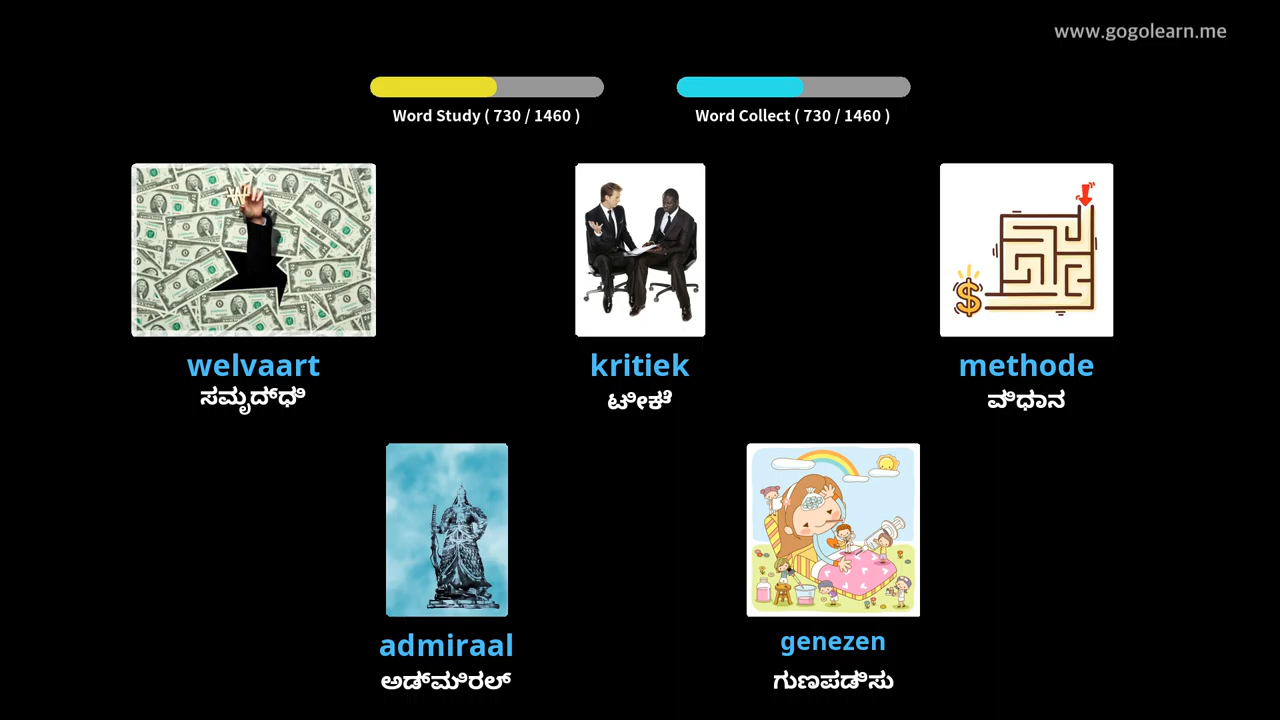 www.gogolearn.me
Word Study ( 730 / 1460 )
Word Collect ( 730 / 1460 )
welvaart
ಸಮೃದ್ಧಿ
kritiek
ಟೀಕೆ
methode
ವಿಧಾನ
admiraal
ಅಡ್ಮಿರಲ್
genezen
ಗುಣಪಡಿಸು